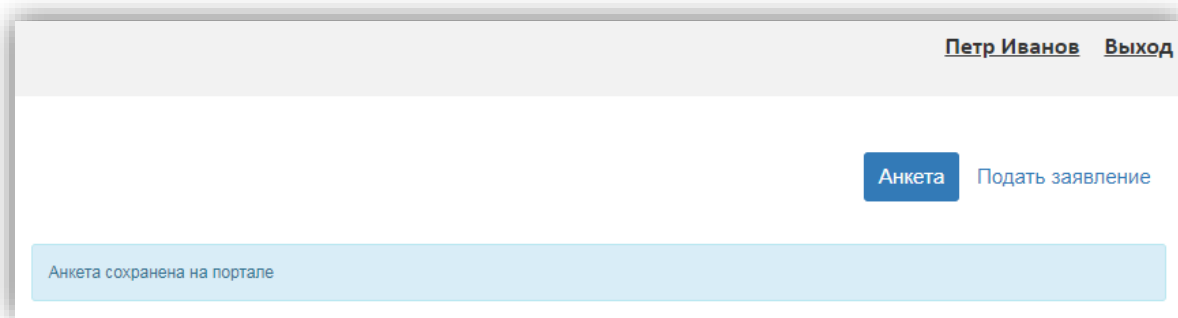 Петр Иванов Выход
Анкета Подать заявление
Анкета сохранена на портале